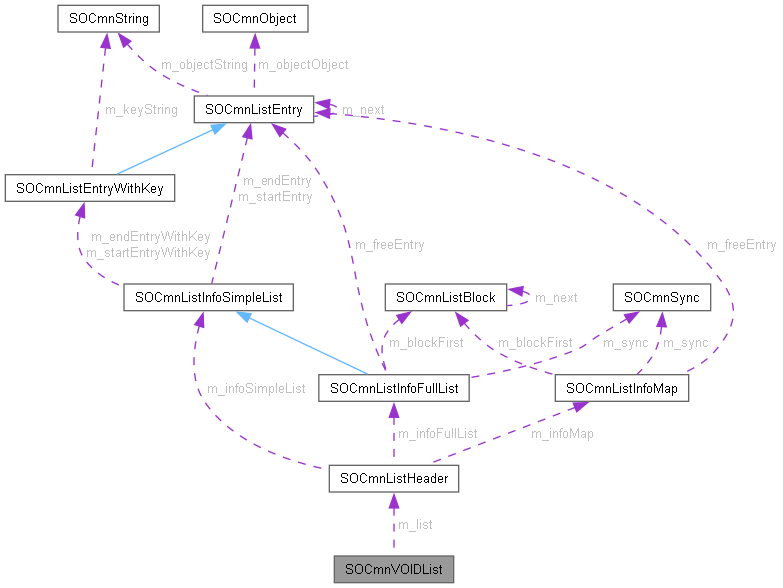 SOCmnString
SOCmnObject
m_objectString
m_objectObject
m_keyString
SOCmnListEntry
m_next
SOCmnListEntryWithKey
m_endEntry
m_startEntry
m_endEntryWithKey
m_startEntryWithKey
m_freeEntry
m_freeEntry
SOCmnListInfoSimpleList
SOCmnListBlock
m_next
SOCmnSync
m_blockFirst
m_blockFirst
m_sync
m_sync
m_infoSimpleList
SOCmnListInfoFullList
SOCmnListInfoMap
m_infoFullList
m_infoMap
SOCmnListHeader
m_list
SOCmnVOIDList